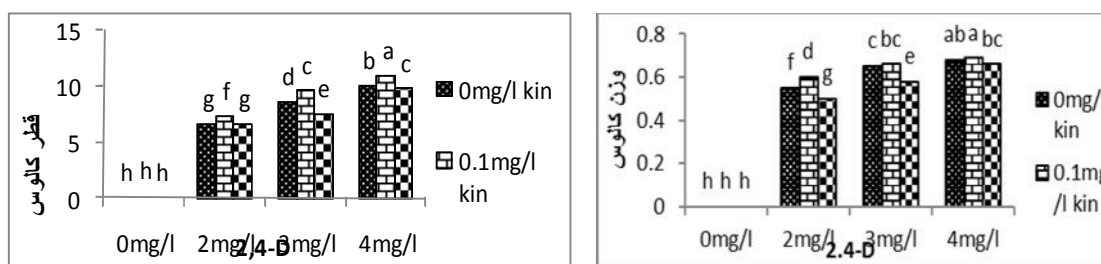 15
10
5
0
قطر کالوس
h h h
g f g
d c e
b a c
0mg/l 2mg/l 3mg/l 4mg/l
2,4-D
0mg/l kin
0.1mg/l
kin
0.8
0.6
0.4
0.2
0
وزن کالوس
h h h
f d g
c bc e
ab a bc
0mg/l 2mg/l 3mg/l 4mg/l
2.4-D
0mg/
kin
0.1mg
/l kin